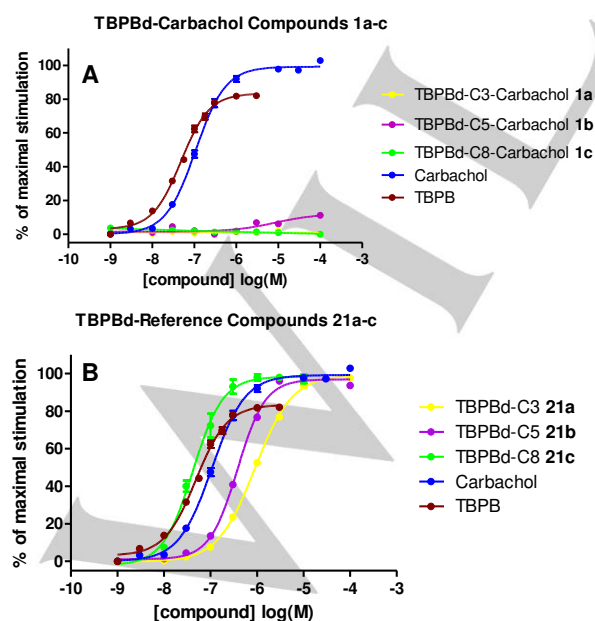 TBPBd-Carbachol Compounds 1a-c
A
% of maximal stimulation
100
80
60
40
20
0
-10 -9 -8 -7 -6 -5 -4 -3
[compound] log(M)
TBPBd-C3-Carbachol 1a
TBPBd-C5-Carbachol 1b
TBPBd-C8-Carbachol 1c
Carbachol
TBPB
TBPBd-Reference Compounds 21a-c
B
% of maximal stimulation
100
80
60
40
20
0
-10 -9 -8 -7 -6 -5 -4 -3
[compound] log(M)
TBPBd-C3 21a
TBPBd-C5 21b
TBPBd-C8 21c
Carbachol
TBPB